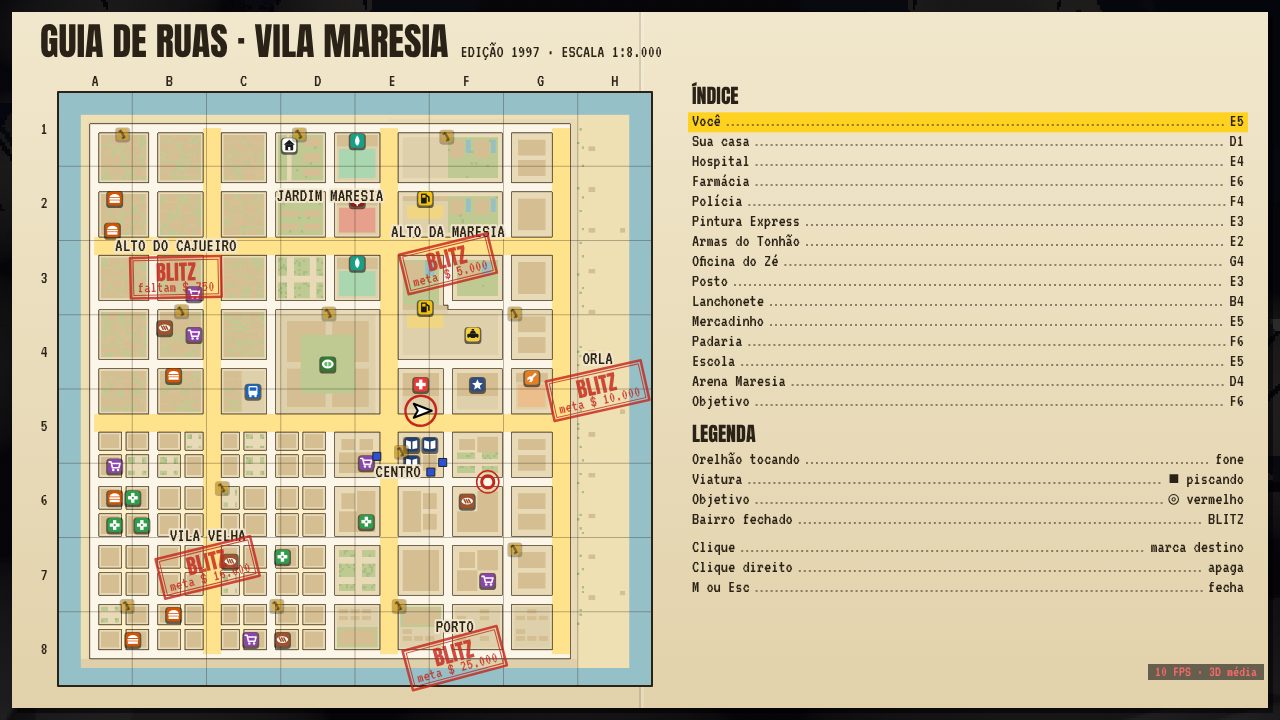 GUIA DE RUAS · VILA MARESIA EDIÇÃO 1997 · ESCALA 1:8.000
A B C D E F G H
1
2
3
4
5
6
7
8
JARDIM MARESIA
ALTO DA MARESIA
ALTO DO CAJUEIRO
BLITZ
meta $ 5.000
BLITZ
faltam $ 750
ORLA
BLITZ
meta $ 10.000
CENTRO
VILA VELHA
BLITZ
meta $ 15.000
PORTO
BLITZ
meta $ 25.000
ÍNDICE
Você E5
Sua casa D1
Hospital E4
Farmácia E6
Polícia F4
Pintura Express E3
Armas do Tonhão E2
Oficina do Zé G4
Posto E3
Lanchonete B4
Mercadinho E5
Padaria F6
Escola E5
Arena Maresia D4
Objetivo F6
LEGENDA
Orelhão tocando fone
Viatura ■ piscando
Objetivo ◎ vermelho
Bairro fechado BLITZ
Clique marca destino
Clique direito apaga
M ou Esc fecha
10 FPS · 3D média